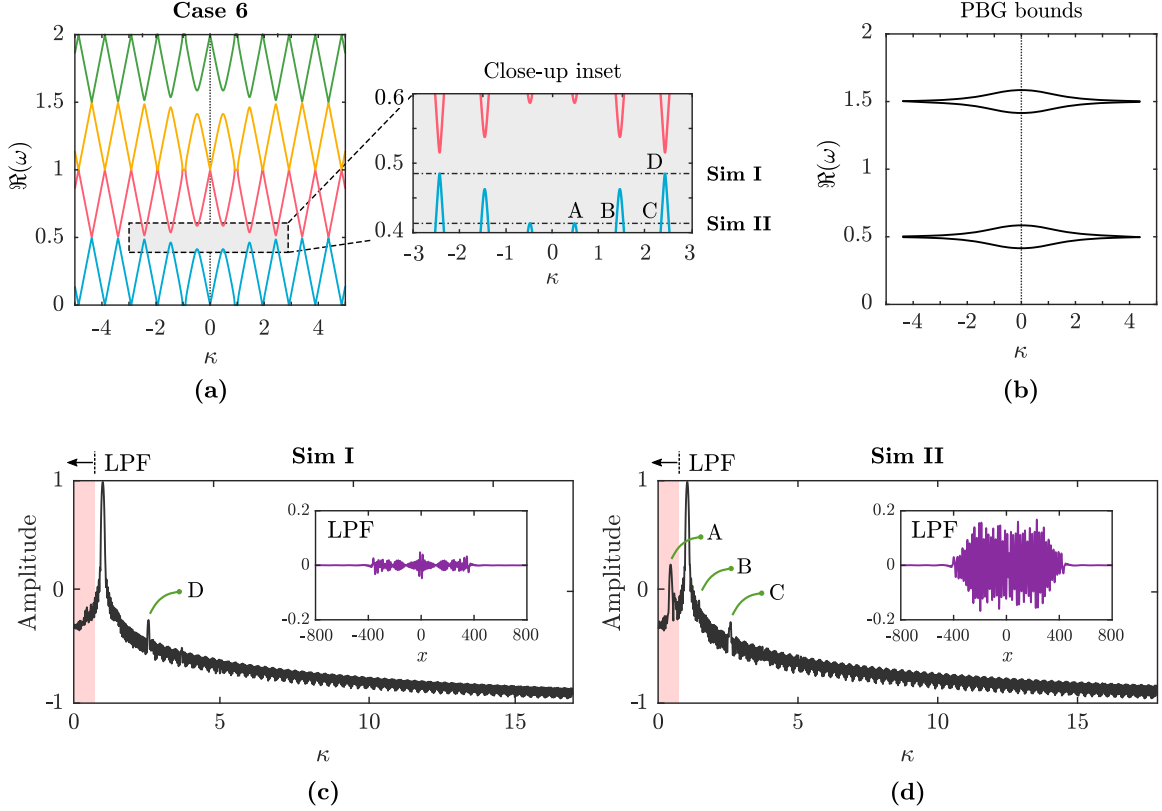 Case 6
PBG bounds
2
1.5
1
0.5
0
ℜ(ω)
-4
-2
0
2
4
κ
(a)
Close-up inset
0.6
0.5
0.4
D
A
B
C
Sim I
Sim II
-3
-2
-1
0
1
2
3
κ
2
1.5
1
0.5
0
ℜ(ω)
-4
-2
0
2
4
κ
(b)
LPF
Sim I
1
0
-1
Amplitude
D
LPF
0.2
0
-0.2
-800
-400
0
400
800
x
0
5
10
15
κ
(c)
LPF
Sim II
1
0
-1
Amplitude
A
B
C
LPF
0.2
0
-0.2
-800
-400
0
400
800
x
0
5
10
15
κ
(d)